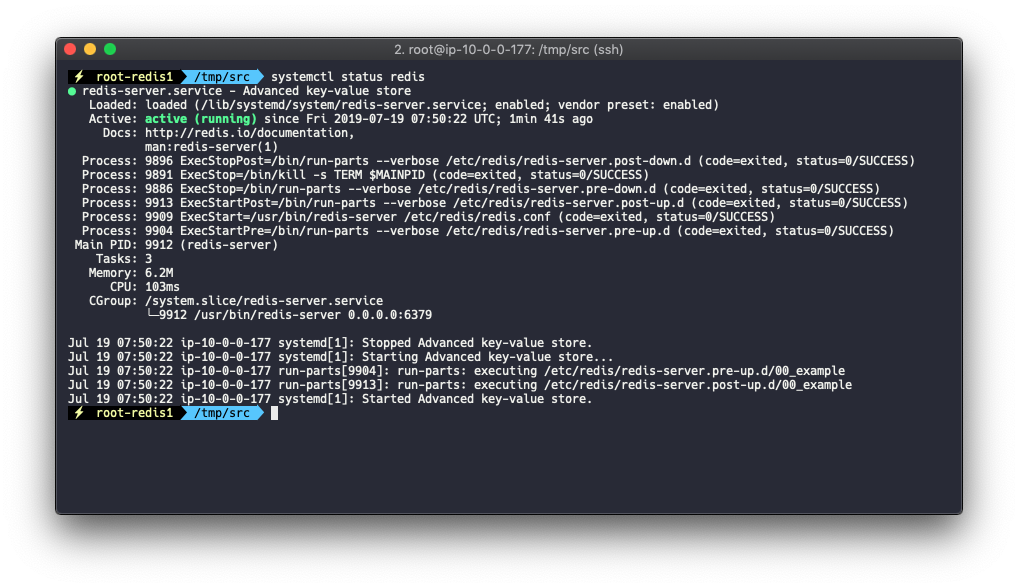 2. root@ip-10-0-0-177: /tmp/src (ssh)
⚡ root-redis1 /tmp/src systemctl status redis
● redis-server.service - Advanced key-value store
Loaded: loaded (/lib/systemd/system/redis-server.service; enabled; vendor preset: enabled)
Active: active (running) since Fri 2019-07-19 07:50:22 UTC; 1min 41s ago
Docs: http://redis.io/documentation,
man:redis-server(1)
Process: 9896 ExecStopPost=/bin/run-parts --verbose /etc/redis/redis-server.post-down.d (code=exited, status=0/SUCCESS)
Process: 9891 ExecStop=/bin/kill -s TERM $MAINPID (code=exited, status=0/SUCCESS)
Process: 9886 ExecStop=/bin/run-parts --verbose /etc/redis/redis-server.pre-down.d (code=exited, status=0/SUCCESS)
Process: 9913 ExecStartPost=/bin/run-parts --verbose /etc/redis/redis-server.post-up.d (code=exited, status=0/SUCCESS)
Process: 9909 ExecStart=/usr/bin/redis-server /etc/redis/redis.conf (code=exited, status=0/SUCCESS)
Process: 9904 ExecStartPre=/bin/run-parts --verbose /etc/redis/redis-server.pre-up.d (code=exited, status=0/SUCCESS)
Main PID: 9912 (redis-server)
Tasks: 3
Memory: 6.2M
CPU: 103ms
CGroup: /system.slice/redis-server.service
└─9912 /usr/bin/redis-server 0.0.0.0:6379
Jul 19 07:50:22 ip-10-0-0-177 systemd[1]: Stopped Advanced key-value store.
Jul 19 07:50:22 ip-10-0-0-177 systemd[1]: Starting Advanced key-value store...
Jul 19 07:50:22 ip-10-0-0-177 run-parts[9904]: run-parts: executing /etc/redis/redis-server.pre-up.d/00_example
Jul 19 07:50:22 ip-10-0-0-177 run-parts[9913]: run-parts: executing /etc/redis/redis-server.post-up.d/00_example
Jul 19 07:50:22 ip-10-0-0-177 systemd[1]: Started Advanced key-value store.
⚡ root-redis1 /tmp/src